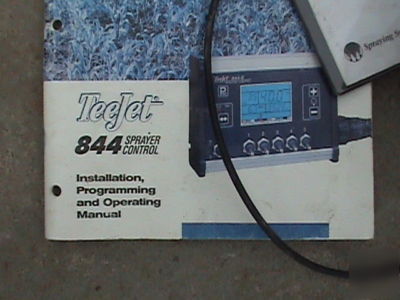 TeeJet
844 SPRAYER
CONTROL
Installation,
Programming
and Operating
Manual
Spraying